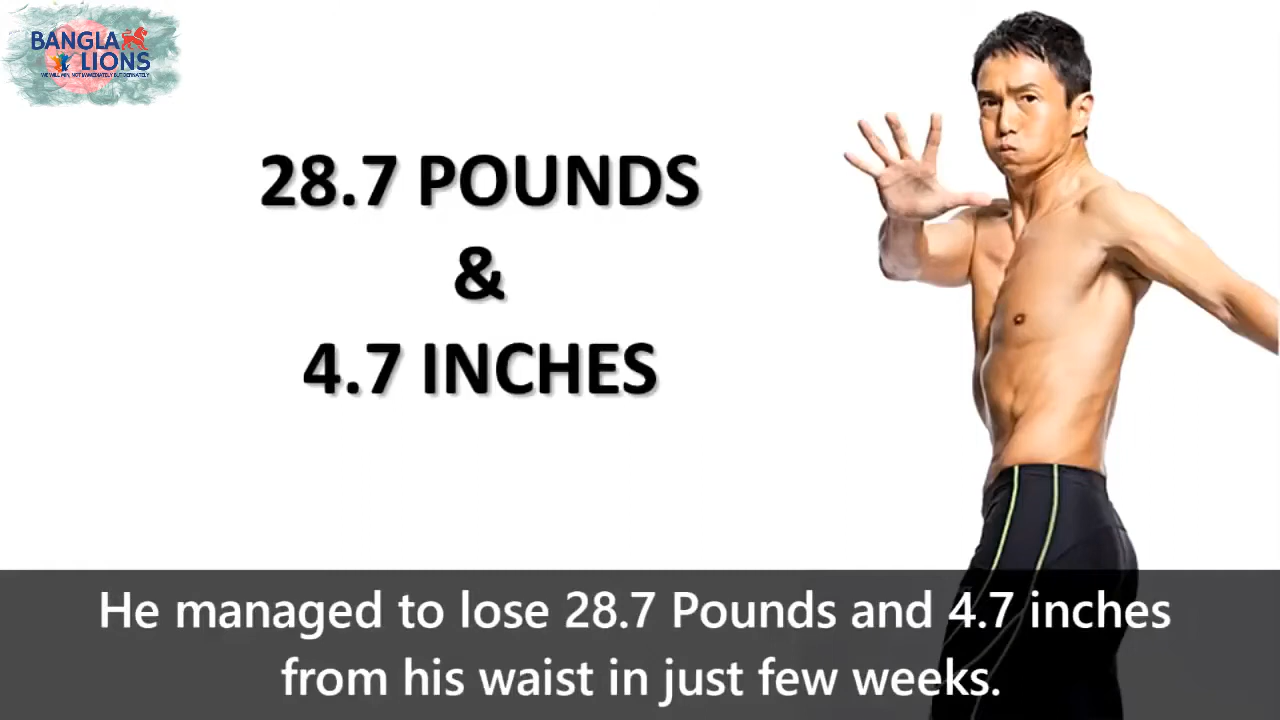 BANGLA
LIONS
28.7 POUNDS
&
4.7 INCHES
He managed to lose 28.7 Pounds and 4.7 inches
from his waist in just few weeks.